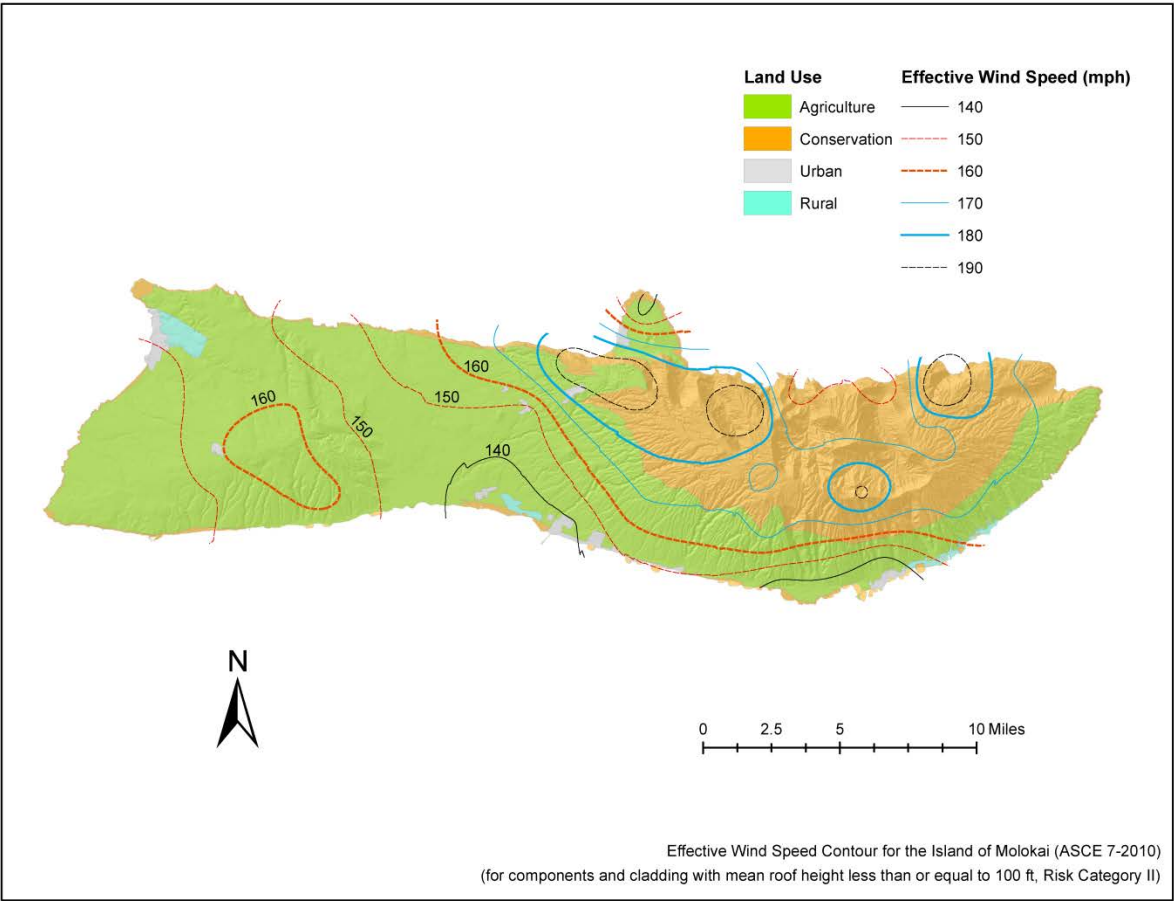 Land Use
Effective Wind Speed (mph)
Agriculture
140
Conservation
150
Urban
160
Rural
170
180
190
160
150
160
150
140
N
0 2.5 5 10 Miles
Effective Wind Speed Contour for the Island of Molokai (ASCE 7-2010)
(for components and cladding with mean roof height less than or equal to 100 ft, Risk Category II)